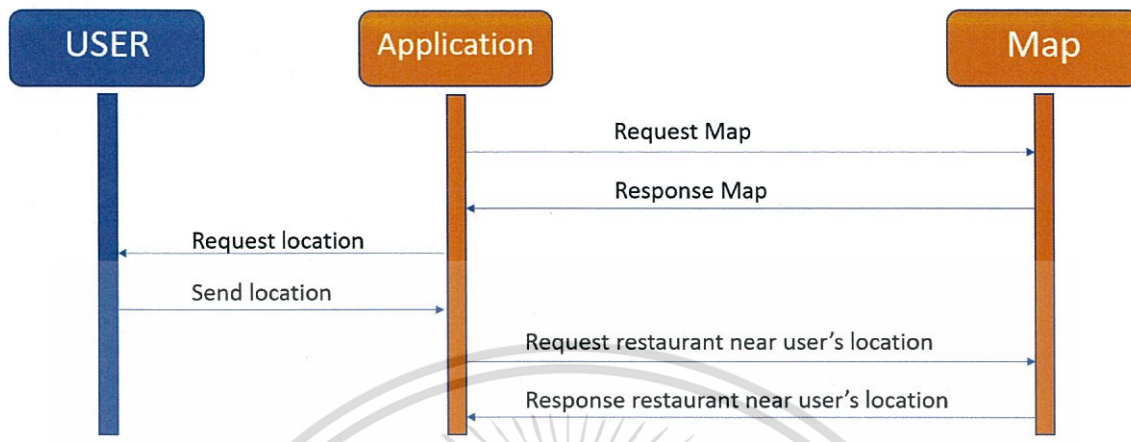 USER
Application
Map
Request Map
Response Map
Request location
Send location
Request restaurant near user's location
Response restaurant near user's location